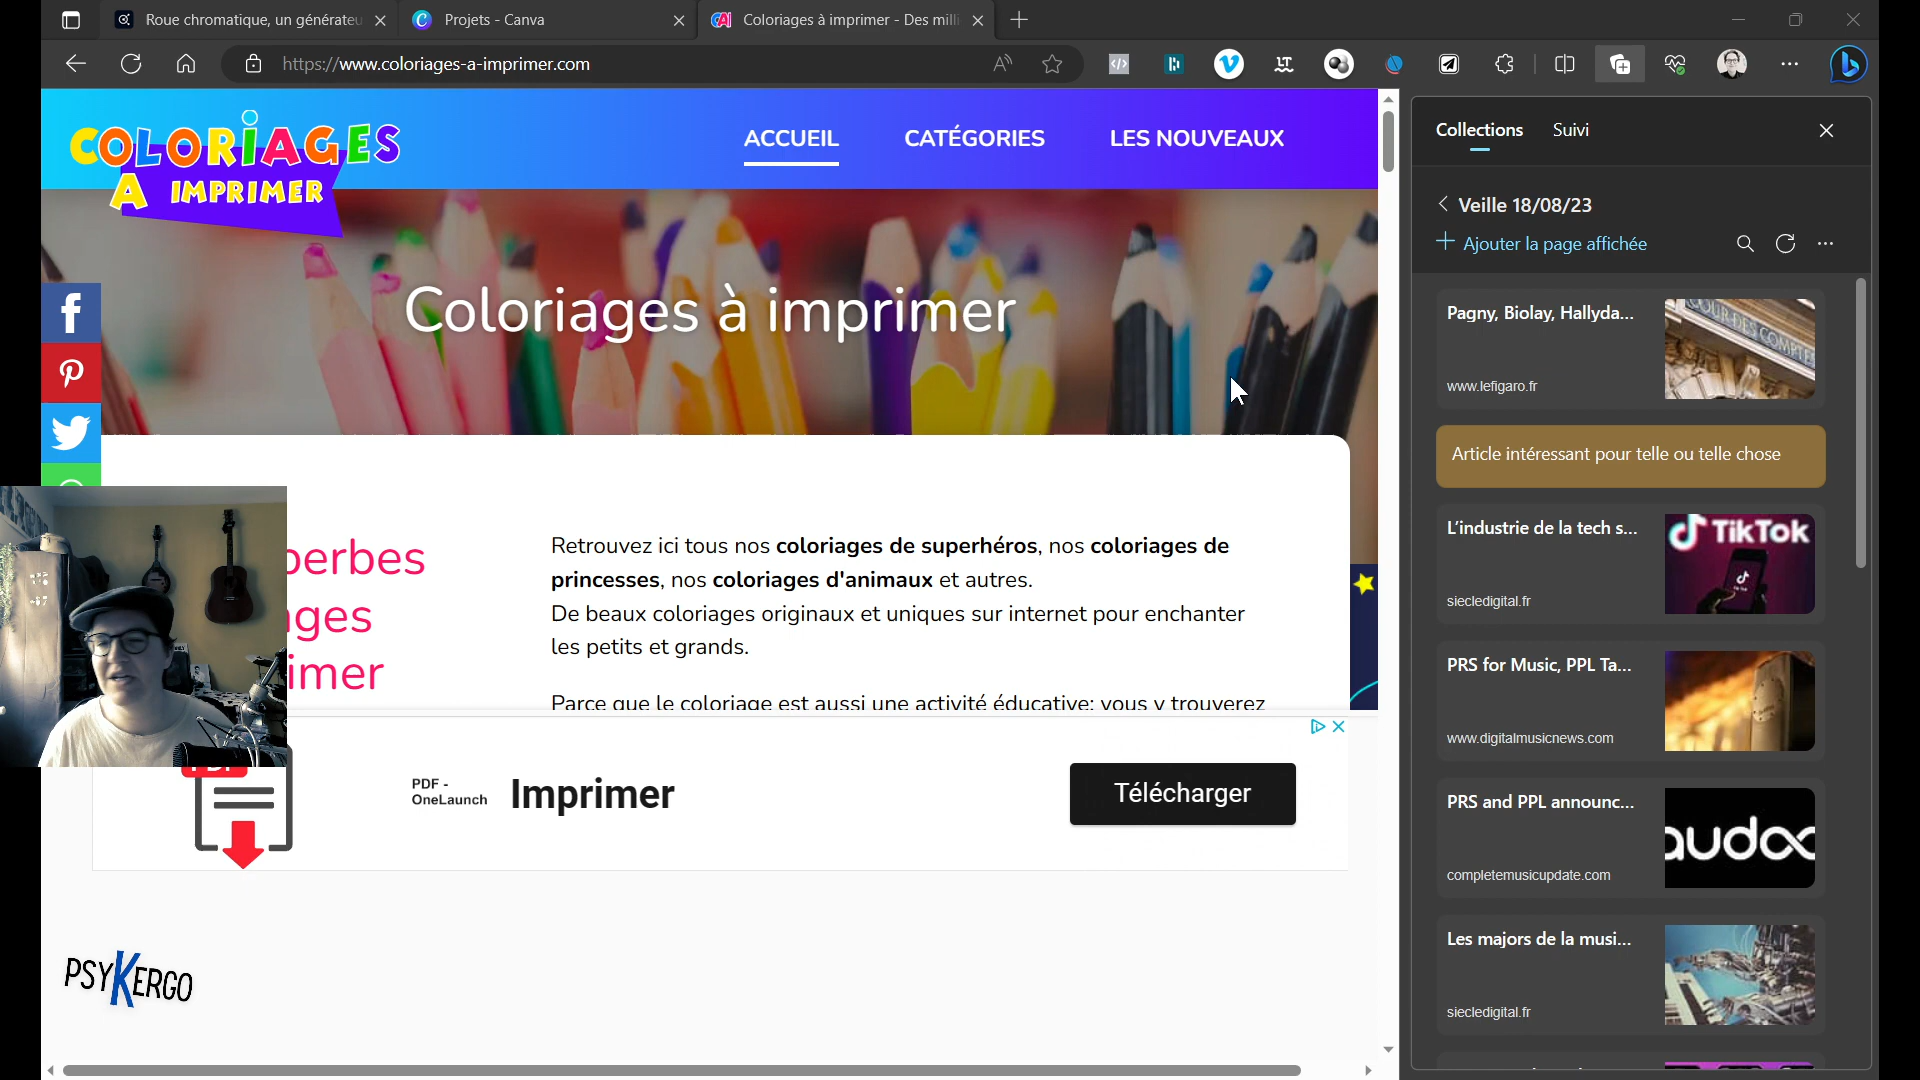 Roue chromatique, un générateu
Projets - Canva
Coloriages à imprimer - Des milli
https://www.coloriages-a-imprimer.com
COLORIAGES
A IMPRIMER
ACCUEIL
CATÉGORIES
LES NOUVEAUX
Coloriages à imprimer
perbes
ages
imer
Retrouvez ici tous nos coloriages de superhéros, nos coloriages de
princesses, nos coloriages d'animaux et autres.
De beaux coloriages originaux et uniques sur internet pour enchanter
les petits et grands.
Parce que le coloriage est aussi une activité éducative: vous y trouverez
PDF -
OneLaunch
Imprimer
Télécharger
PSYKERGO
Collections
Suivi
Veille 18/08/23
Ajouter la page affichée
Pagny, Biolay, Hallyda...
www.lefigaro.fr
COUR DES COMPTE
Article intéressant pour telle ou telle chose
L'industrie de la tech s...
siecledigital.fr
TikTok
PRS for Music, PPL Ta...
www.digitalmusicnews.com
PRS and PPL announc...
completemusicupdate.com
audoo
Les majors de la musi...
siecledigital.fr